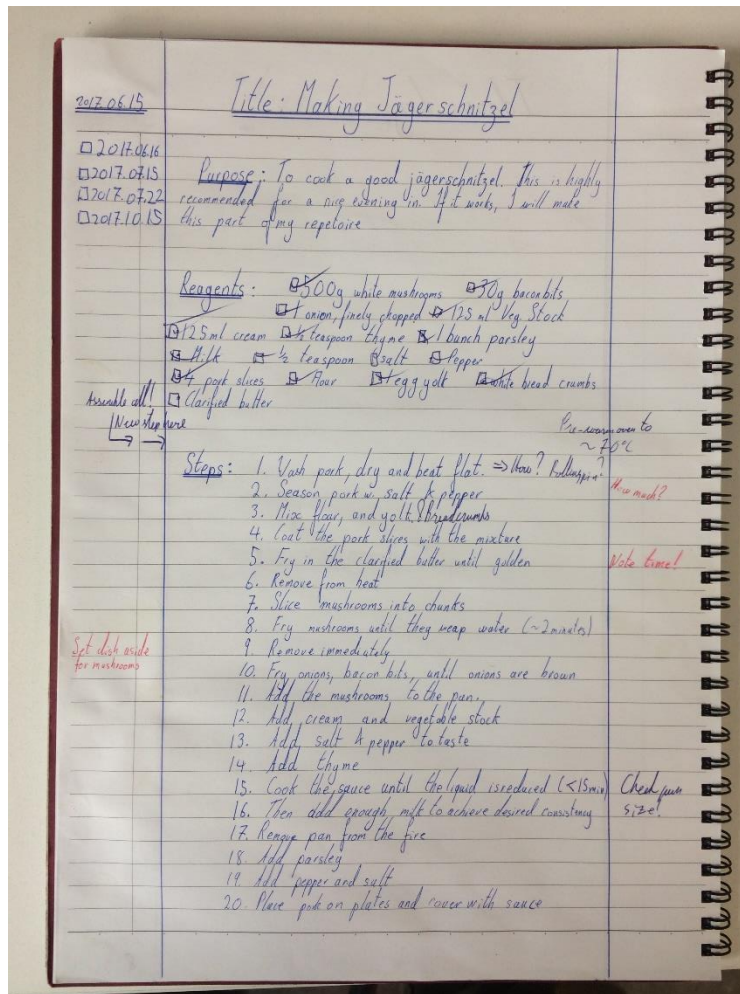 2017.06.15
Title: Making Jägerschnitzel
2017.06.16
2017.07.15
2017.07.22
2017.10.15
Purpose: To cook a good jägerschnitzel. This is highly
recommended for a nice evening in. If it works, I will make
this part of my repetoire
Reagents: 500g white mushrooms 30g bacon bits
1 onion, finely chopped 125 ml Veg. Stock
125ml cream ½ teaspoon thyme 1 bunch parsley
Milk ½ teaspoon salt Pepper
4 pork slices flour 1 egg yolk white bread crumbs
Clarified butter
Assemble all!
New step here
Pre-warm oven to
~70°C
Steps: 1. Wash pork, dry and beat flat. => How? Rollingpin?
2. Season pork w. salt & pepper
How much?
3. Mix flour, and yolk & breadcrumbs
4. Coat the pork slices with the mixture
5. Fry in the clarified butter until golden
Note time!
6. Remove from heat
7. Slice mushrooms into chunks
8. Fry mushrooms until they weap water (~2 minutes)
Set dish aside
for mushrooms
9. Remove immediately
10. Fry onions, bacon bits, until onions are brown
11. Add the mushrooms to the pan.
12. Add cream and vegetable stock
13. Add salt & pepper to taste
14. Add thyme
15. Cook the sauce until the liquid is reduced (<15min)
Check pan
size!
16. Then add enough milk to achieve desired consistency
17. Remove pan from the fire
18. Add parsley
19. Add pepper and salt
20. Place pork on plates and cover with sauce